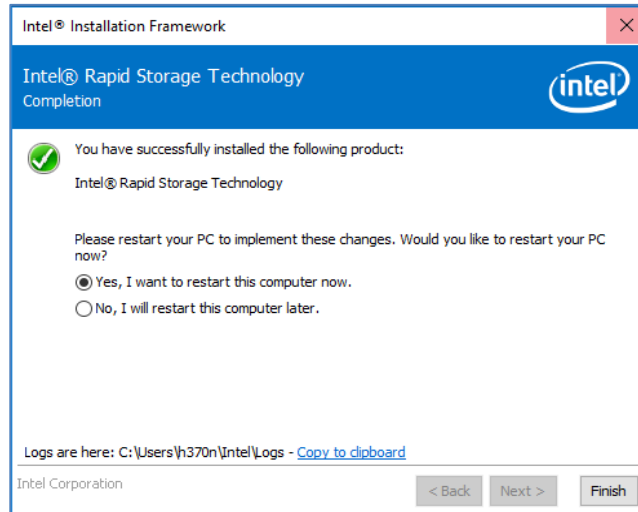 Intel® Installation Framework
Intel® Rapid Storage Technology
Completion
intel
You have successfully installed the following product:
Intel® Rapid Storage Technology
Please restart your PC to implement these changes. Would you like to restart your PC
now?
Yes, I want to restart this computer now.
No, I will restart this computer later.
Logs are here: C:\Users\h370n\Intel\Logs - Copy to clipboard
Intel Corporation
< Back Next > Finish